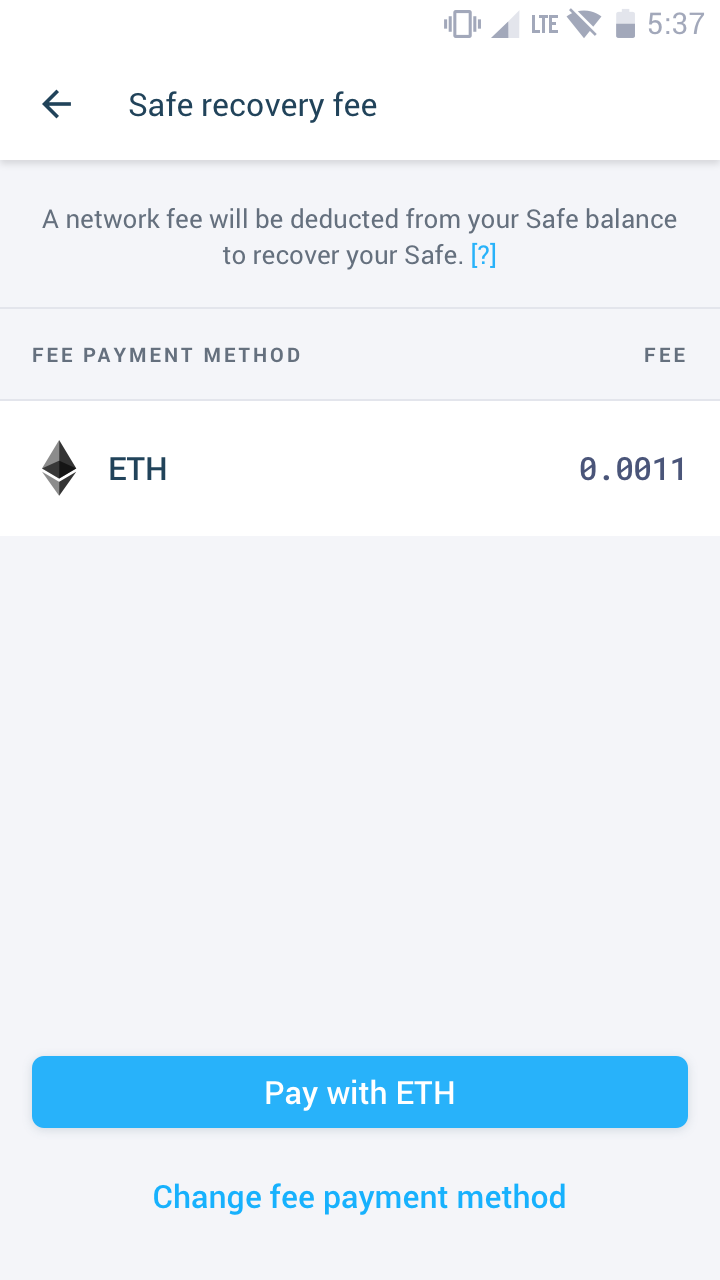 LTE 5:37
Safe recovery fee
A network fee will be deducted from your Safe balance
to recover your Safe. [?]
FEE PAYMENT METHOD FEE
ETH 0.0011
Pay with ETH
Change fee payment method